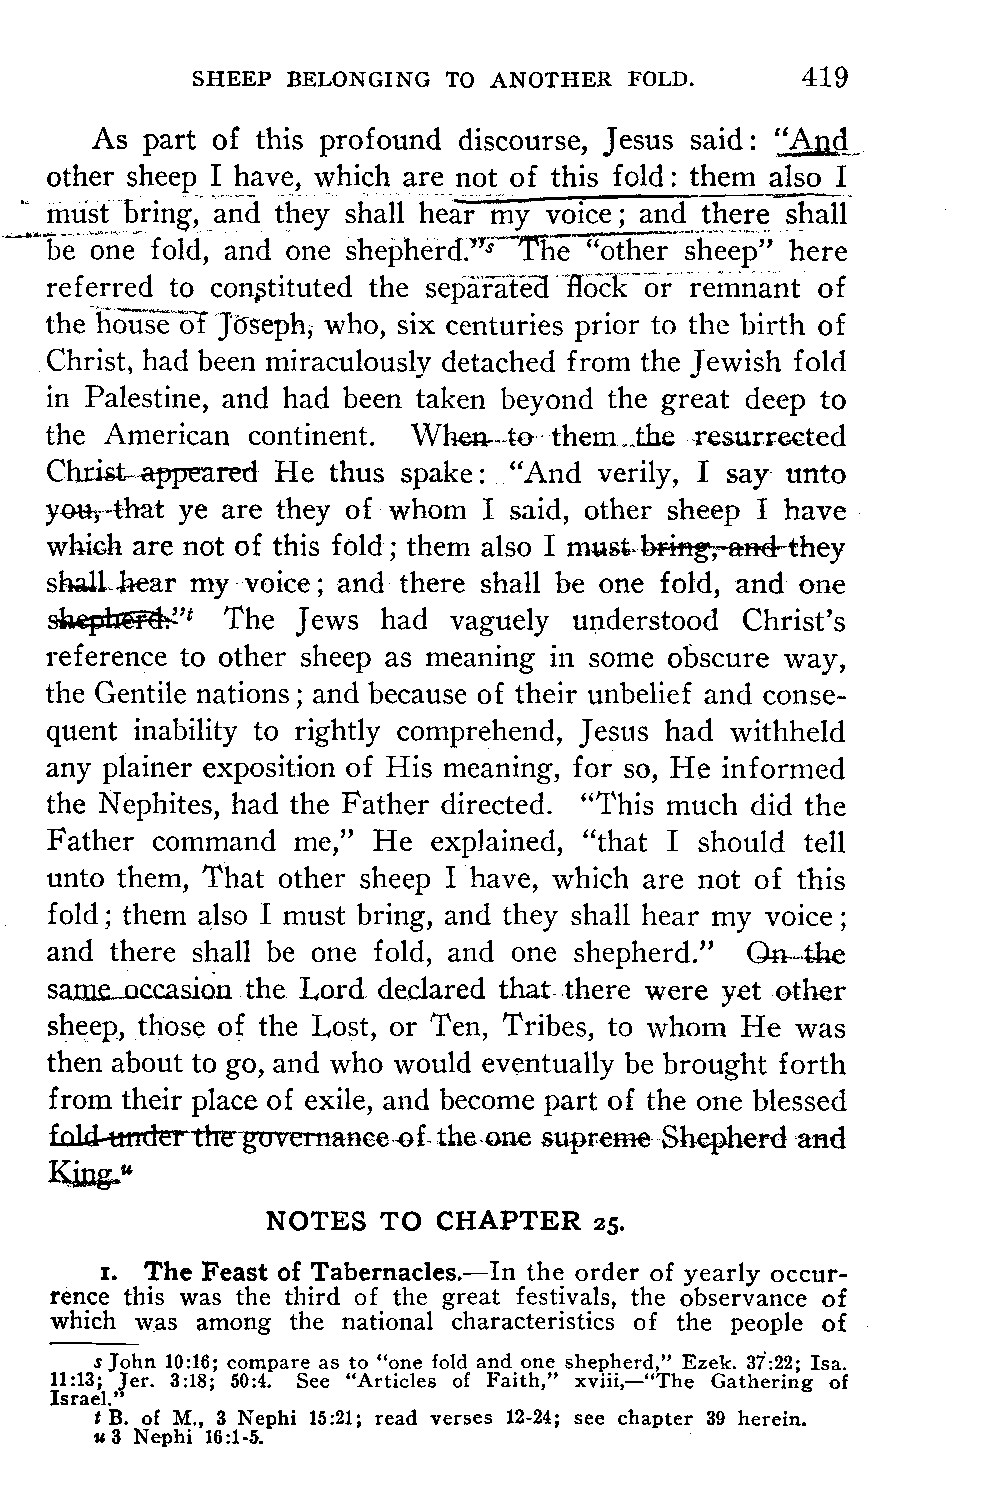 SHEEP BELONGING TO ANOTHER FOLD. 419
As part of this profound discourse, Jesus said: “And
other sheep I have, which are not of this fold: them also I
must bring, and they shall hear my voice; and there shall
be one fold, and one shepherd.”s The “other sheep” here
referred to constituted the separated flock or remnant of
the house of Joseph, who, six centuries prior to the birth of
Christ, had been miraculously detached from the Jewish fold
in Palestine, and had been taken beyond the great deep to
the American continent. When to them the resurrected
Christ appeared He thus spake: “And verily, I say unto
you, that ye are they of whom I said, other sheep I have
which are not of this fold; them also I must bring, and they
shall hear my voice; and there shall be one fold, and one
shepherd.”t The Jews had vaguely understood Christ’s
reference to other sheep as meaning in some obscure way,
the Gentile nations; and because of their unbelief and conse-
quent inability to rightly comprehend, Jesus had withheld
any plainer exposition of His meaning, for so, He informed
the Nephites, had the Father directed. “This much did the
Father command me,” He explained, “that I should tell
unto them, That other sheep I have, which are not of this
fold; them also I must bring, and they shall hear my voice;
and there shall be one fold, and one shepherd.” On the
same occasion the Lord declared that there were yet other
sheep, those of the Lost, or Ten, Tribes, to whom He was
then about to go, and who would eventually be brought forth
from their place of exile, and become part of the one blessed
fold under the governance of the one supreme Shepherd and
King.u
NOTES TO CHAPTER 25.
1. The Feast of Tabernacles.—In the order of yearly occur-
rence this was the third of the great festivals, the observance of
which was among the national characteristics of the people of
s John 10:16; compare as to “one fold and one shepherd,” Ezek. 37:22; Isa.
11:13; Jer. 3:18; 50:4. See “Articles of Faith,” xviii,—“The Gathering of
Israel.”
t B. of M., 3 Nephi 15:21; read verses 12-24; see chapter 39 herein.
u 3 Nephi 16:1-5.